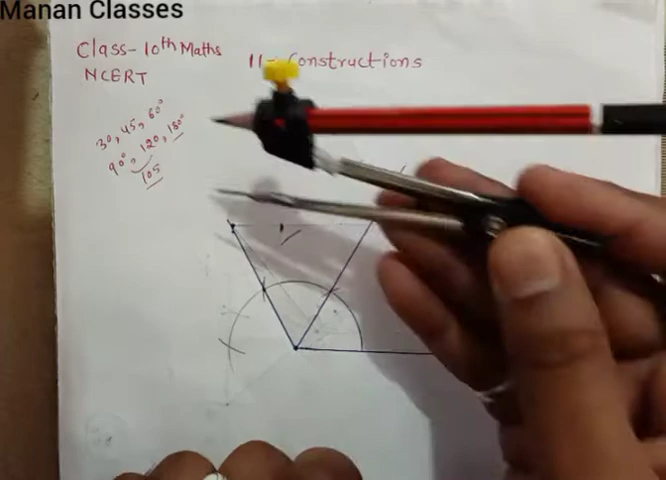 Manan Classes
Class-10th Maths
NCERT
11- Constructions
30, 45, 60°
90°, 120, 180°
105